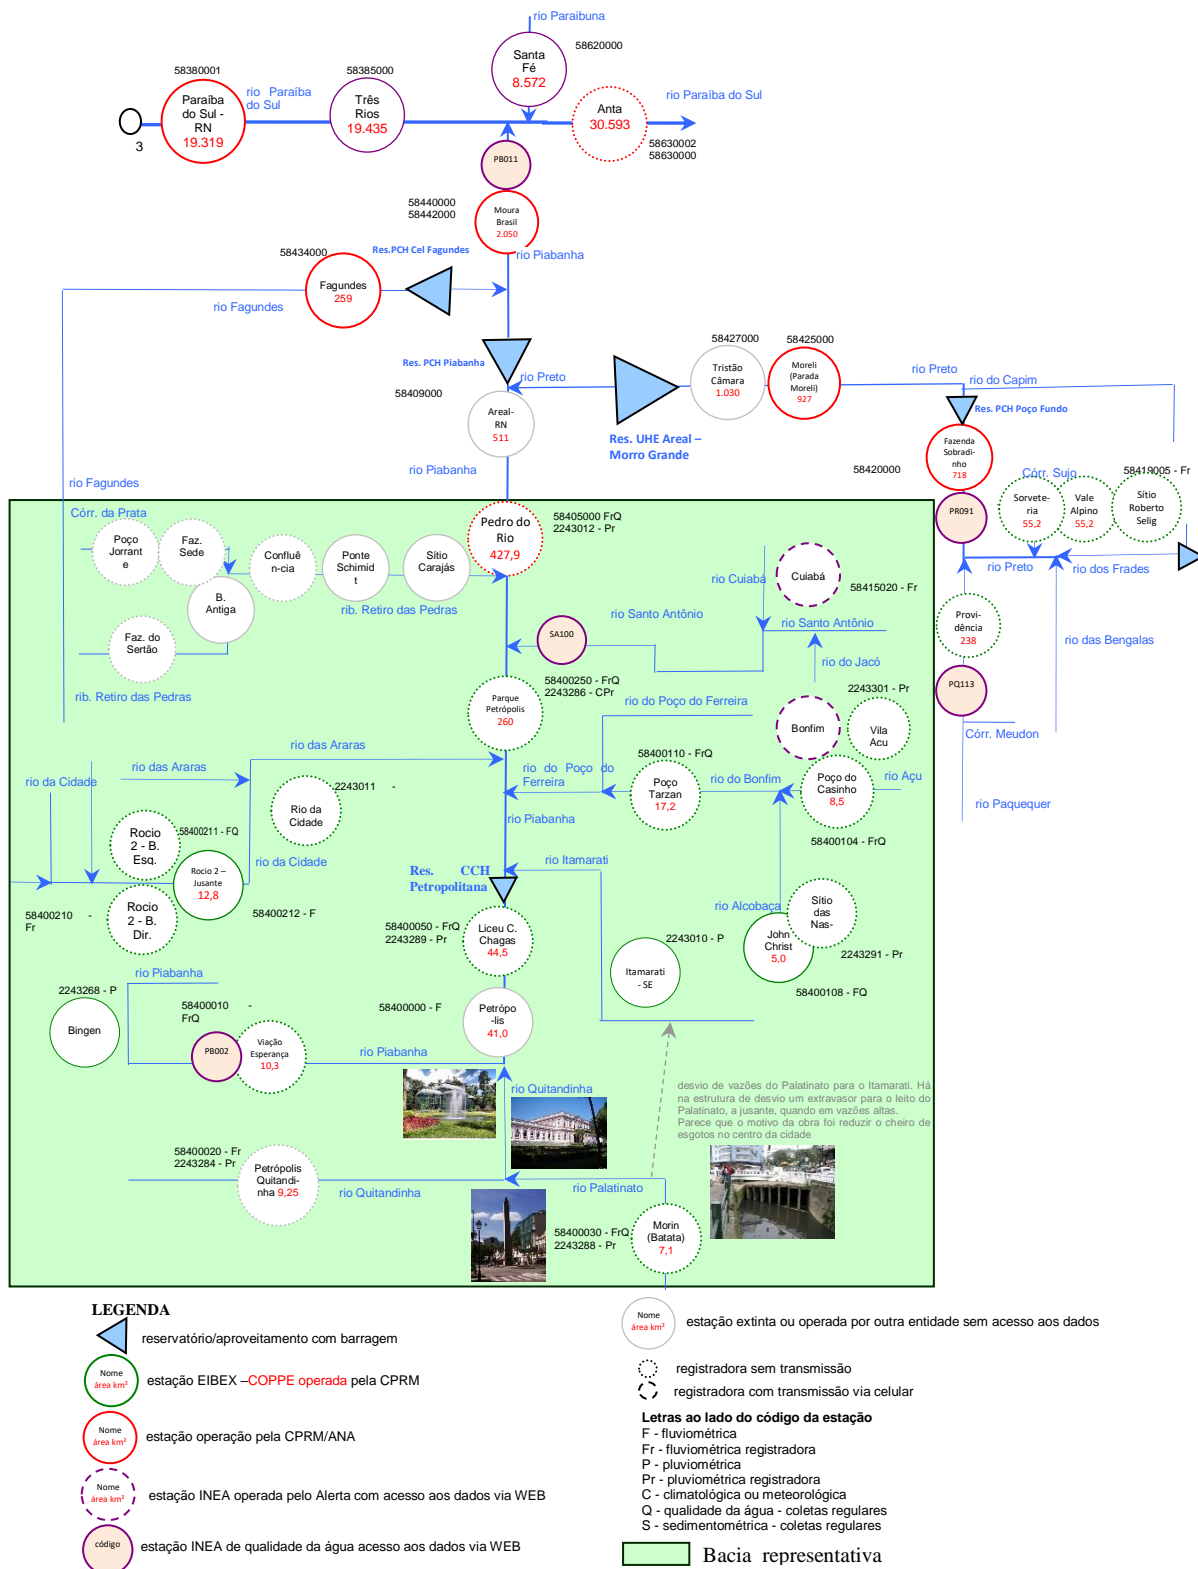 rio Paraibuna
58620000
Santa
Fé
8.572
58380001
58385000
Paraíba
do Sul -
RN
19.319
rio Paraíba
do Sul
Três
Rios
19.435
Anta
30.593
rio Paraíba do Sul
58630002
58630000
3
PB011
58440000
58442000
Moura
Brasil
2.050
rio Piabanha
Res.PCH Cel Fagundes
58434000
Fagundes
259
rio Fagundes
Res. PCH Piabanha
58427000
58425000
Tristão
Câmara
1.030
Moreli
(Parada
Moreli)
927
rio Preto
rio Preto
rio do Capim
Res. PCH Poço Fundo
58409000
Areal-
RN
511
Res. UHE Areal –
Morro Grande
Fazenda
Sobradi-
nho
718
58420000
rio Piabanha
rio Fagundes
Córr. Sujo
58419005 - Fr
Sorvete-
ria
55,2
Vale
Alpino
55,2
Sítio
Roberto
Selig
PR091
rio Preto
rio dos Frades
Córr. da Prata
Poço
Jorrant
e
Faz.
Sede
Confluê
n-cia
Ponte
Schimid
t
Sítio
Carajás
Pedro do
Rio
427,9
58405000 FrQ
2243012 - Pr
B.
Antiga
rib. Retiro das Pedras
Faz. do
Sertão
rib. Retiro das Pedras
rio Cuiabá
Cuiabá
58415020 - Fr
rio Santo Antônio
rio Santo Antônio
SA100
rio do Jacó
Provi-
dência
238
rio das Bengalas
PQ113
Córr. Meudon
rio Paquequer
58400250 - FrQ
2243286 - CPr
Parque
Petrópolis
260
rio do Poço do Ferreira
2243301 - Pr
Bonfim
Vila
Acu
rio das Araras
rio das Araras
rio da Cidade
58400110 - FrQ
rio do Poço do
Ferreira
Poço
Tarzan
17,2
rio do Bonfim
Poço do
Casinho
8,5
rio Açu
58400104 - FrQ
2243011 -
Rio da
Cidade
rio Piabanha
Rocio
2 - B.
Esq.
58400211 - FQ
Rocio 2 –
Jusante
12,8
rio da Cidade
58400212 - F
58400210 -
Fr
Rocio
2 - B.
Dir.
Res. CCH
Petropolitana
rio Itamarati
58400050 - FrQ
2243289 - Pr
Liceu C.
Chagas
44,5
rio Alcobaça
Sítio
das
Nas-
John
Christ
5,0
2243291 - Pr
58400108 - FQ
2243010 - P
Itamarati
- SE
rio Piabanha
2243268 - P
Bingen
58400010 -
FrQ
PB002
Viação
Esperança
10,3
58400000 - F
Petrópo
-lis
41,0
rio Piabanha
rio Quitandinha
desvio de vazões do Palatinato para o Itamarati. Há
na estrutura de desvio um extravasor para o leito do
Palatinato, a jusante, quando em vazões altas.
Parece que o motivo da obra foi reduzir o cheiro de
esgotos no centro da cidade
58400020 - Fr
2243284 - Pr
Petrópolis
Quitandi-
nha 9,25
rio Quitandinha
rio Palatinato
58400030 - FrQ
2243288 - Pr
Morin
(Batata)
7,1
LEGENDA
reservatório/aproveitamento com barragem
Nome
área km²
estação EIBEX –COPPE operada pela CPRM
Nome
área km²
estação operação pela CPRM/ANA
Nome
área km²
estação INEA operada pelo Alerta com acesso aos dados via WEB
código
estação INEA de qualidade da água acesso aos dados via WEB
Nome
área km²
estação extinta ou operada por outra entidade sem acesso aos dados
registradora sem transmissão
registradora com transmissão via celular
Letras ao lado do código da estação
F - fluviométrica
Fr - fluviométrica registradora
P - pluviométrica
Pr - pluviométrica registradora
C - climatológica ou meteorológica
Q - qualidade da água - coletas regulares
S - sedimentométrica - coletas regulares
Bacia representativa